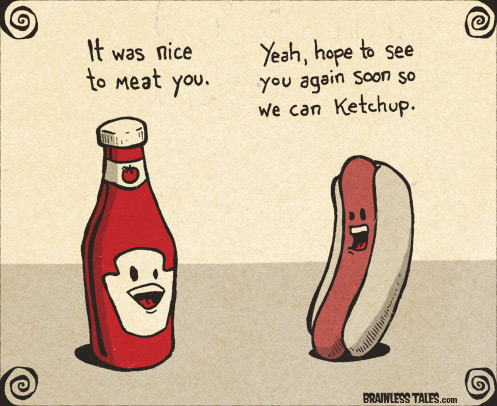 It was nice
to meat you.
Yeah, hope to see
you again soon so
we can Ketchup.
BRAINLESS TALES.com